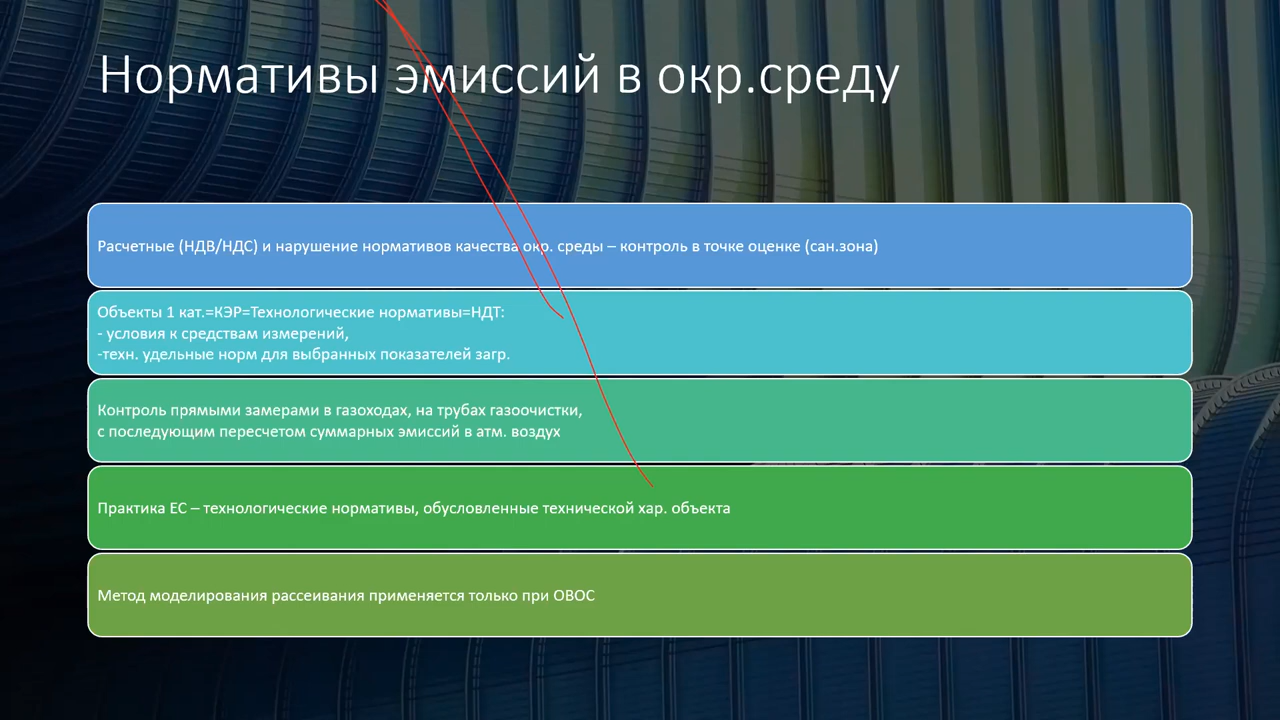 Нормативы эмиссий в окр.среду
Расчетные (НДВ/НДС) и нарушение нормативов качества окр. среды – контроль в точке оценке (сан.зона)
Объекты 1 кат.=КЭР=Технологические нормативы=НДТ:
- условия к средствам измерений,
-техн. удельные норм для выбранных показателей загр.
Контроль прямыми замерами в газоходах, на трубах газоочистки,
с последующим пересчетом суммарных эмиссий в атм. воздух
Практика ЕС – технологические нормативы, обусловленные технической хар. объекта
Метод моделирования рассеивания применяется только при ОВОС